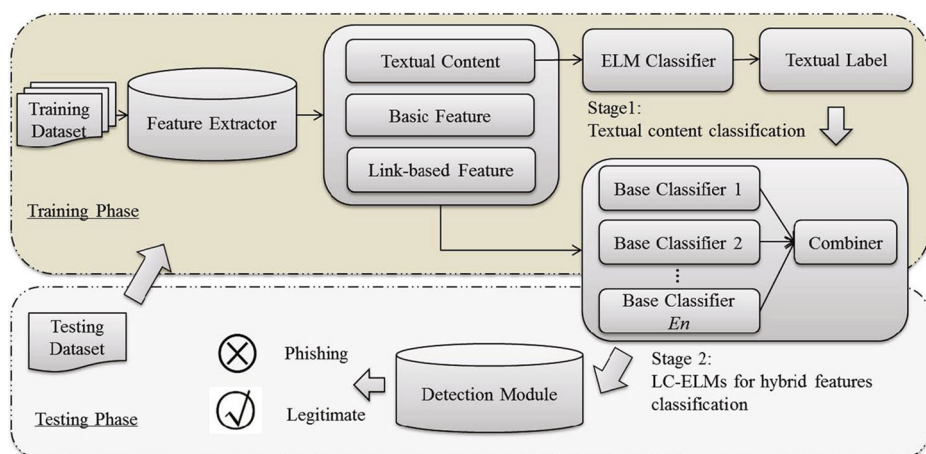 Training
Dataset
Feature Extractor
Textual Content
Basic Feature
Link-based Feature
ELM Classifier
Textual Label
Stage1:
Textual content classification
Training Phase
Base Classifier 1
Base Classifier 2
Base Classifier
En
Combiner
Testing
Dataset
Testing Phase
Phishing
Legitimate
Detection Module
Stage 2:
LC-ELMs for hybrid features
classification